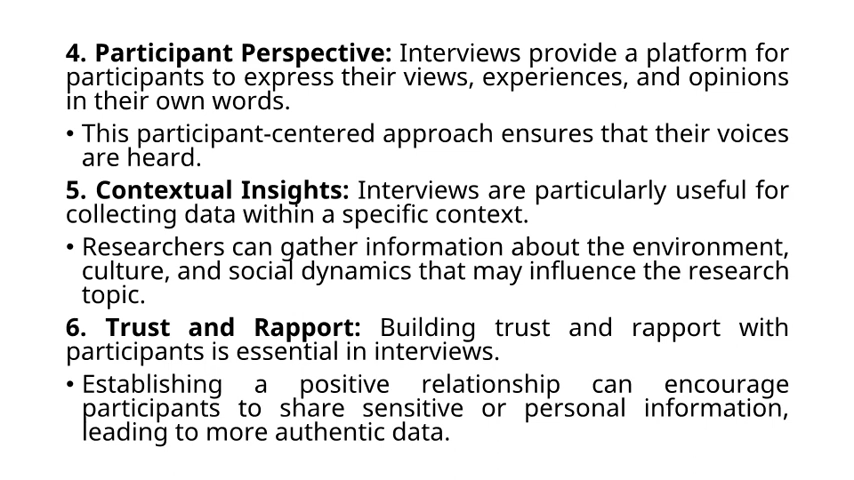 4. Participant Perspective: Interviews provide a platform for
participants to express their views, experiences, and opinions
in their own words.
• This participant-centered approach ensures that their voices
are heard.
5. Contextual Insights: Interviews are particularly useful for
collecting data within a specific context.
• Researchers can gather information about the environment,
culture, and social dynamics that may influence the research
topic.
6. Trust and Rapport: Building trust and rapport with
participants is essential in interviews.
• Establishing a positive relationship can encourage
participants to share sensitive or personal information,
leading to more authentic data.